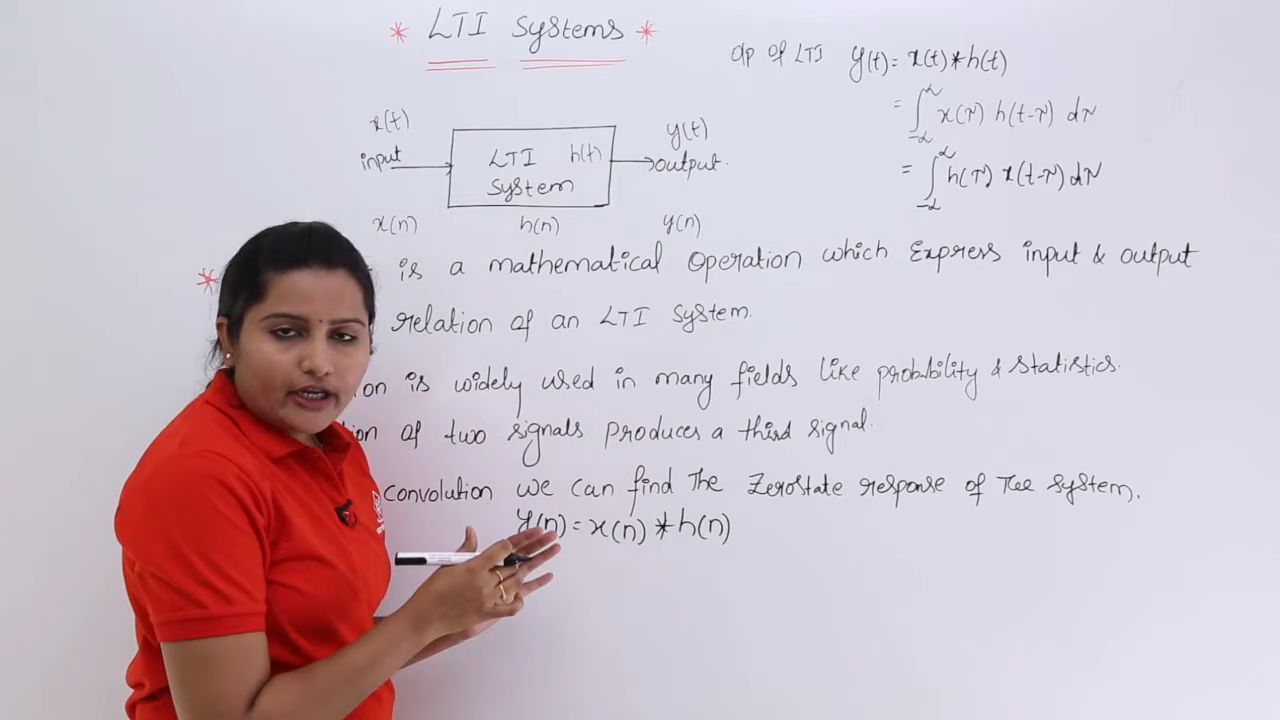 * LTI Systems *
op of LTI y(t) = x(t) * h(t)
= ∫_{-∞}^{∞} x(τ) h(t-τ) dτ
= ∫_{-∞}^{∞} h(τ) x(t-τ) dτ
x(t)
input
LTI h(t)
System
y(t)
output.
x(n) h(n) y(n)
* is a mathematical operation which Express input & output
relation of an LTI System.
on is widely used in many fields like probability & statistics.
ion of two signals produces a third signal.
convolution we can find The Zerostate response of The system.
y(n) = x(n) * h(n)